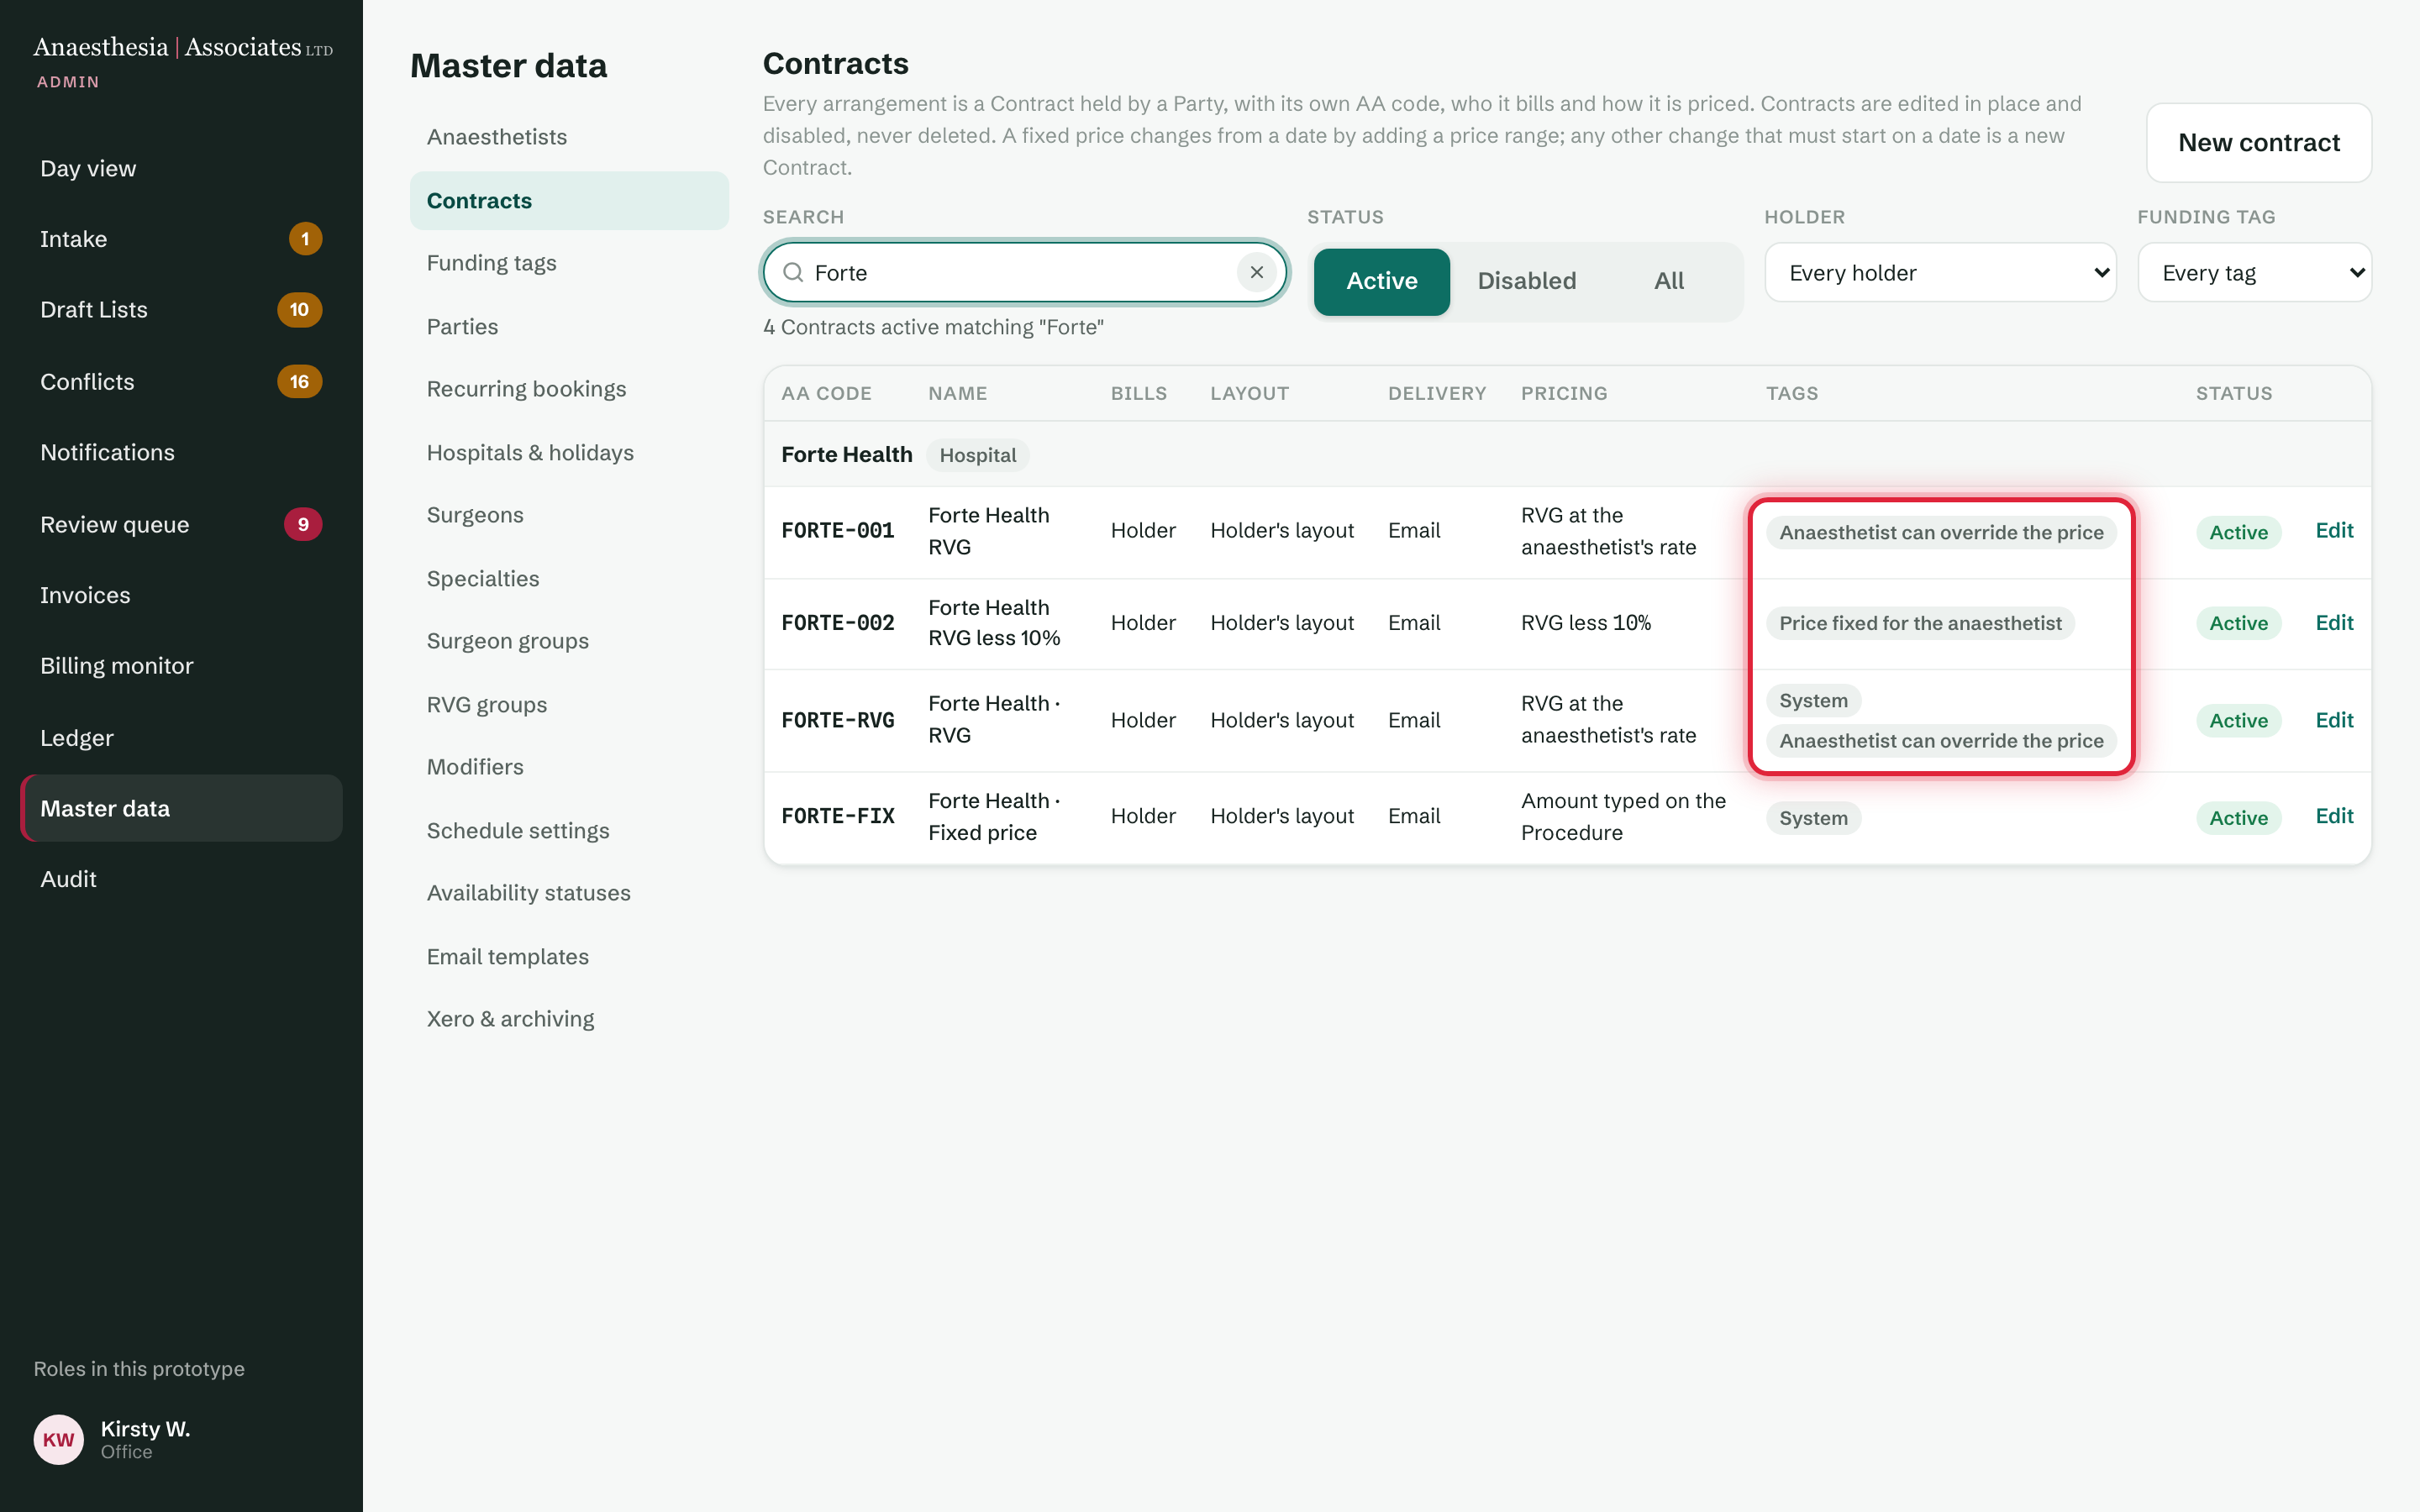 Anaesthesia | Associates LTD
ADMIN
Day view
Intake 1
Draft Lists 10
Conflicts 16
Notifications
Review queue 9
Invoices
Billing monitor
Ledger
Master data
Audit
Roles in this prototype
KW Kirsty W.
Office
Master data
Anaesthetists
Contracts
Funding tags
Parties
Recurring bookings
Hospitals & holidays
Surgeons
Specialties
Surgeon groups
RVG groups
Modifiers
Schedule settings
Availability statuses
Email templates
Xero & archiving
Contracts
Every arrangement is a Contract held by a Party, with its own AA code, who it bills and how it is priced. Contracts are edited in place and
disabled, never deleted. A fixed price changes from a date by adding a price range; any other change that must start on a date is a new
Contract.
New contract
SEARCH STATUS HOLDER FUNDING TAG
Forte Active Disabled All Every holder Every tag
4 Contracts active matching "Forte"
AA CODE NAME BILLS LAYOUT DELIVERY PRICING TAGS STATUS
Forte Health Hospital
FORTE-001 Forte Health RVG Holder Holder's layout Email RVG at the anaesthetist's rate Anaesthetist can override the price Active Edit
FORTE-002 Forte Health RVG less 10% Holder Holder's layout Email RVG less 10% Price fixed for the anaesthetist Active Edit
FORTE-RVG Forte Health · RVG Holder Holder's layout Email RVG at the anaesthetist's rate System Anaesthetist can override the price Active Edit
FORTE-FIX Forte Health · Fixed price Holder Holder's layout Email Amount typed on the Procedure System Active Edit